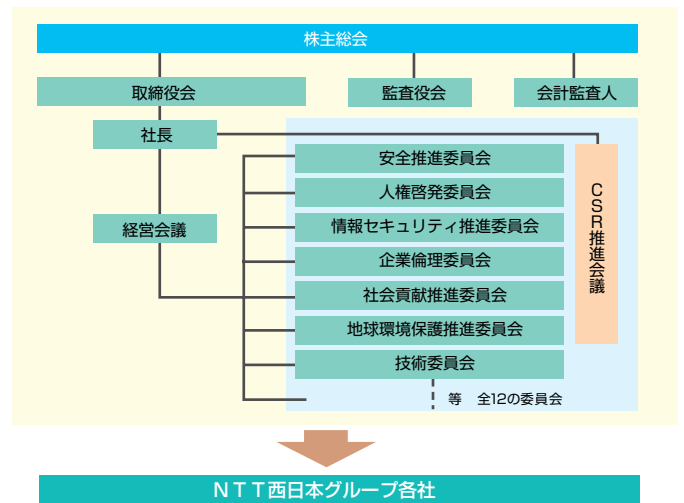 株主総会
取締役会
監査役会
会計監査人
社長
安全推進委員会
人権啓発委員会
経営会議
情報セキュリティ推進委員会
企業倫理委員会
社会貢献推進委員会
地球環境保護推進委員会
技術委員会
等 全12の委員会
CSR推進会議
NTT西日本グループ各社